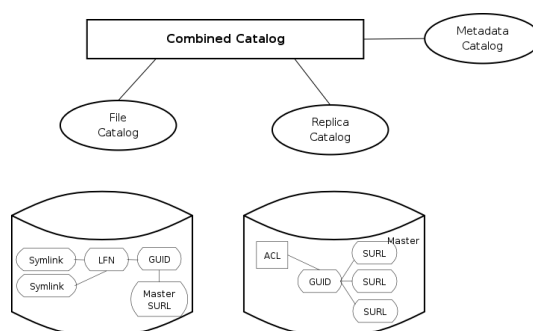 Combined Catalog
Metadata
Catalog
File
Catalog
Replica
Catalog
Symlink
LFN
GUID
Symlink
Master
SURL
ACL
GUID
Master
SURL
SURL
SURL